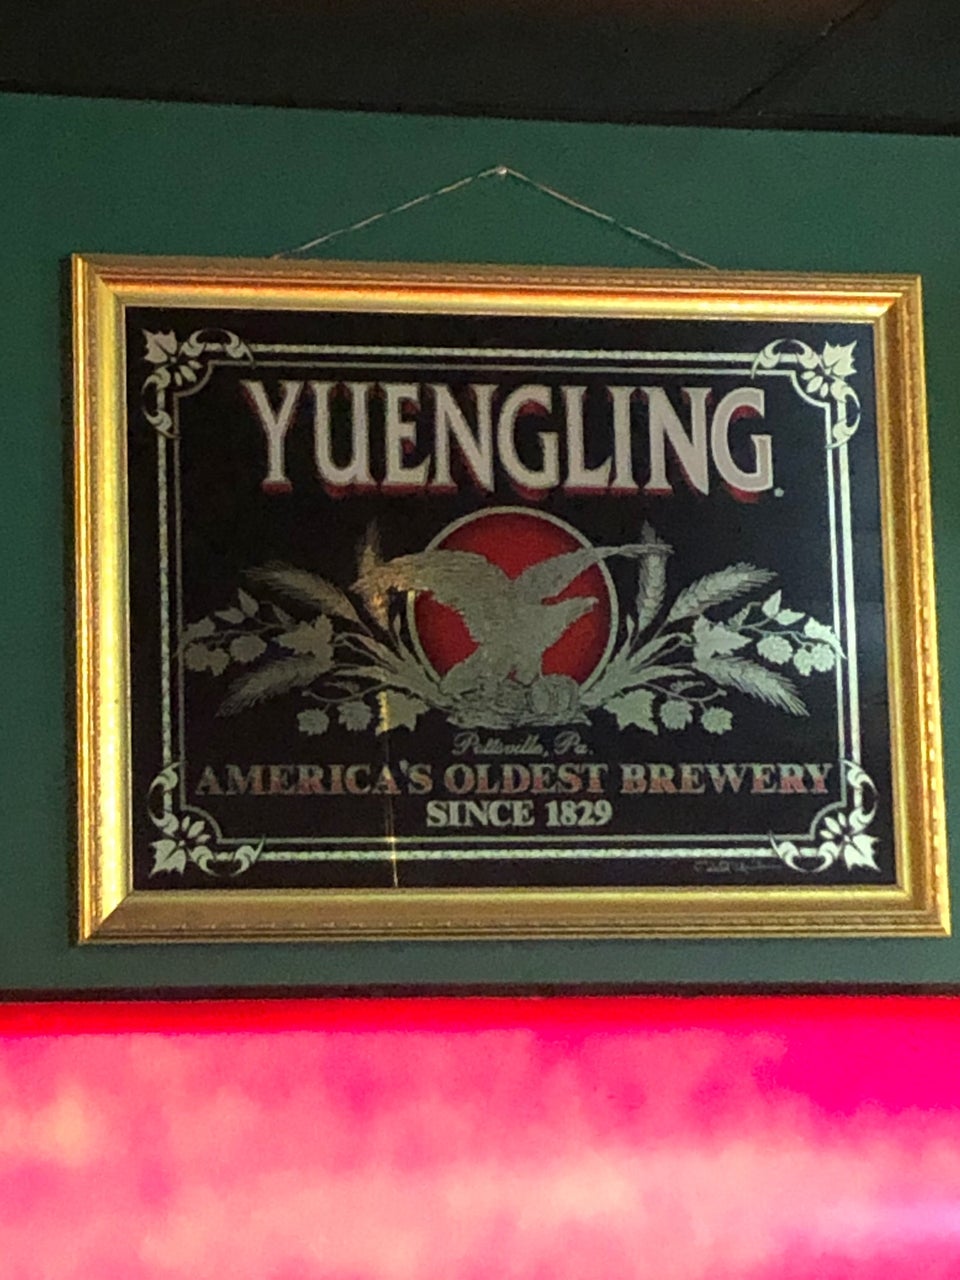 YUENGLING
Pottsville, Pa.
AMERICA'S OLDEST BREWERY
SINCE 1829